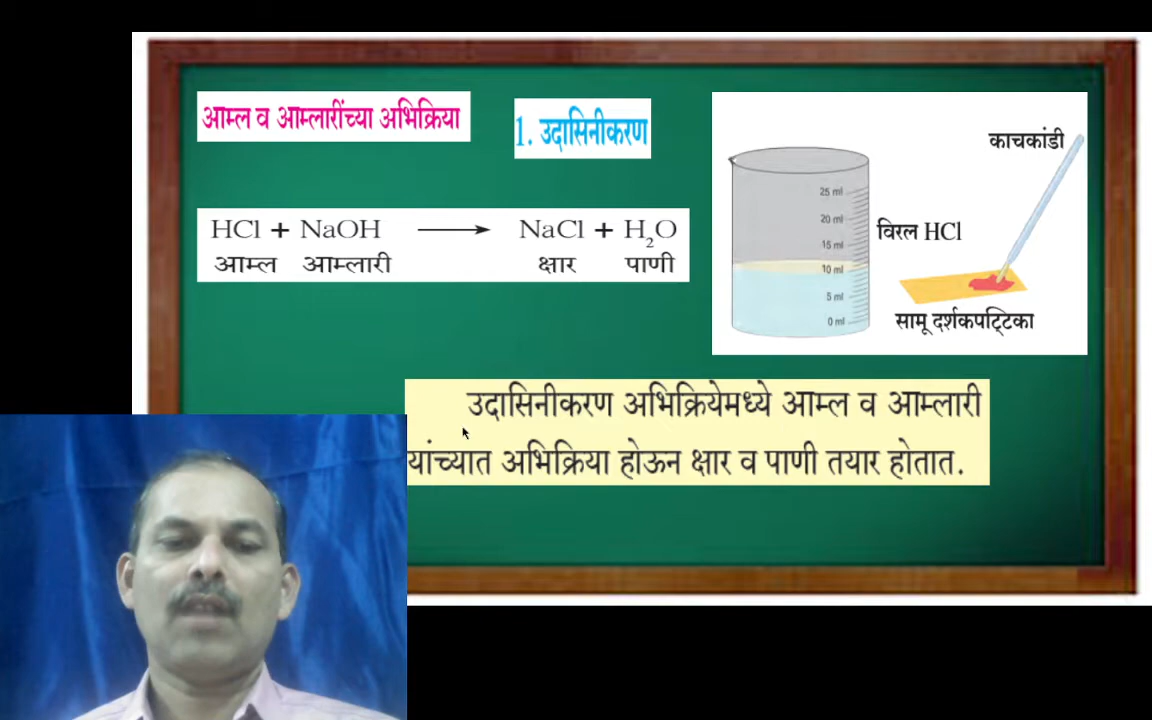 आम्ल व आम्लारींच्या अभिक्रिया
1. उदासिनीकरण
HCl + NaOH ⟶ NaCl + H₂O
आम्ल आम्लारी क्षार पाणी
काचकांडी
25 ml
20 ml
15 ml
10 ml
5 ml
0 ml
विरल HCl
सामू दर्शकपट्टिका
उदासिनीकरण अभिक्रियेमध्ये आम्ल व आम्लारी
यांच्यात अभिक्रिया होऊन क्षार व पाणी तयार होतात.